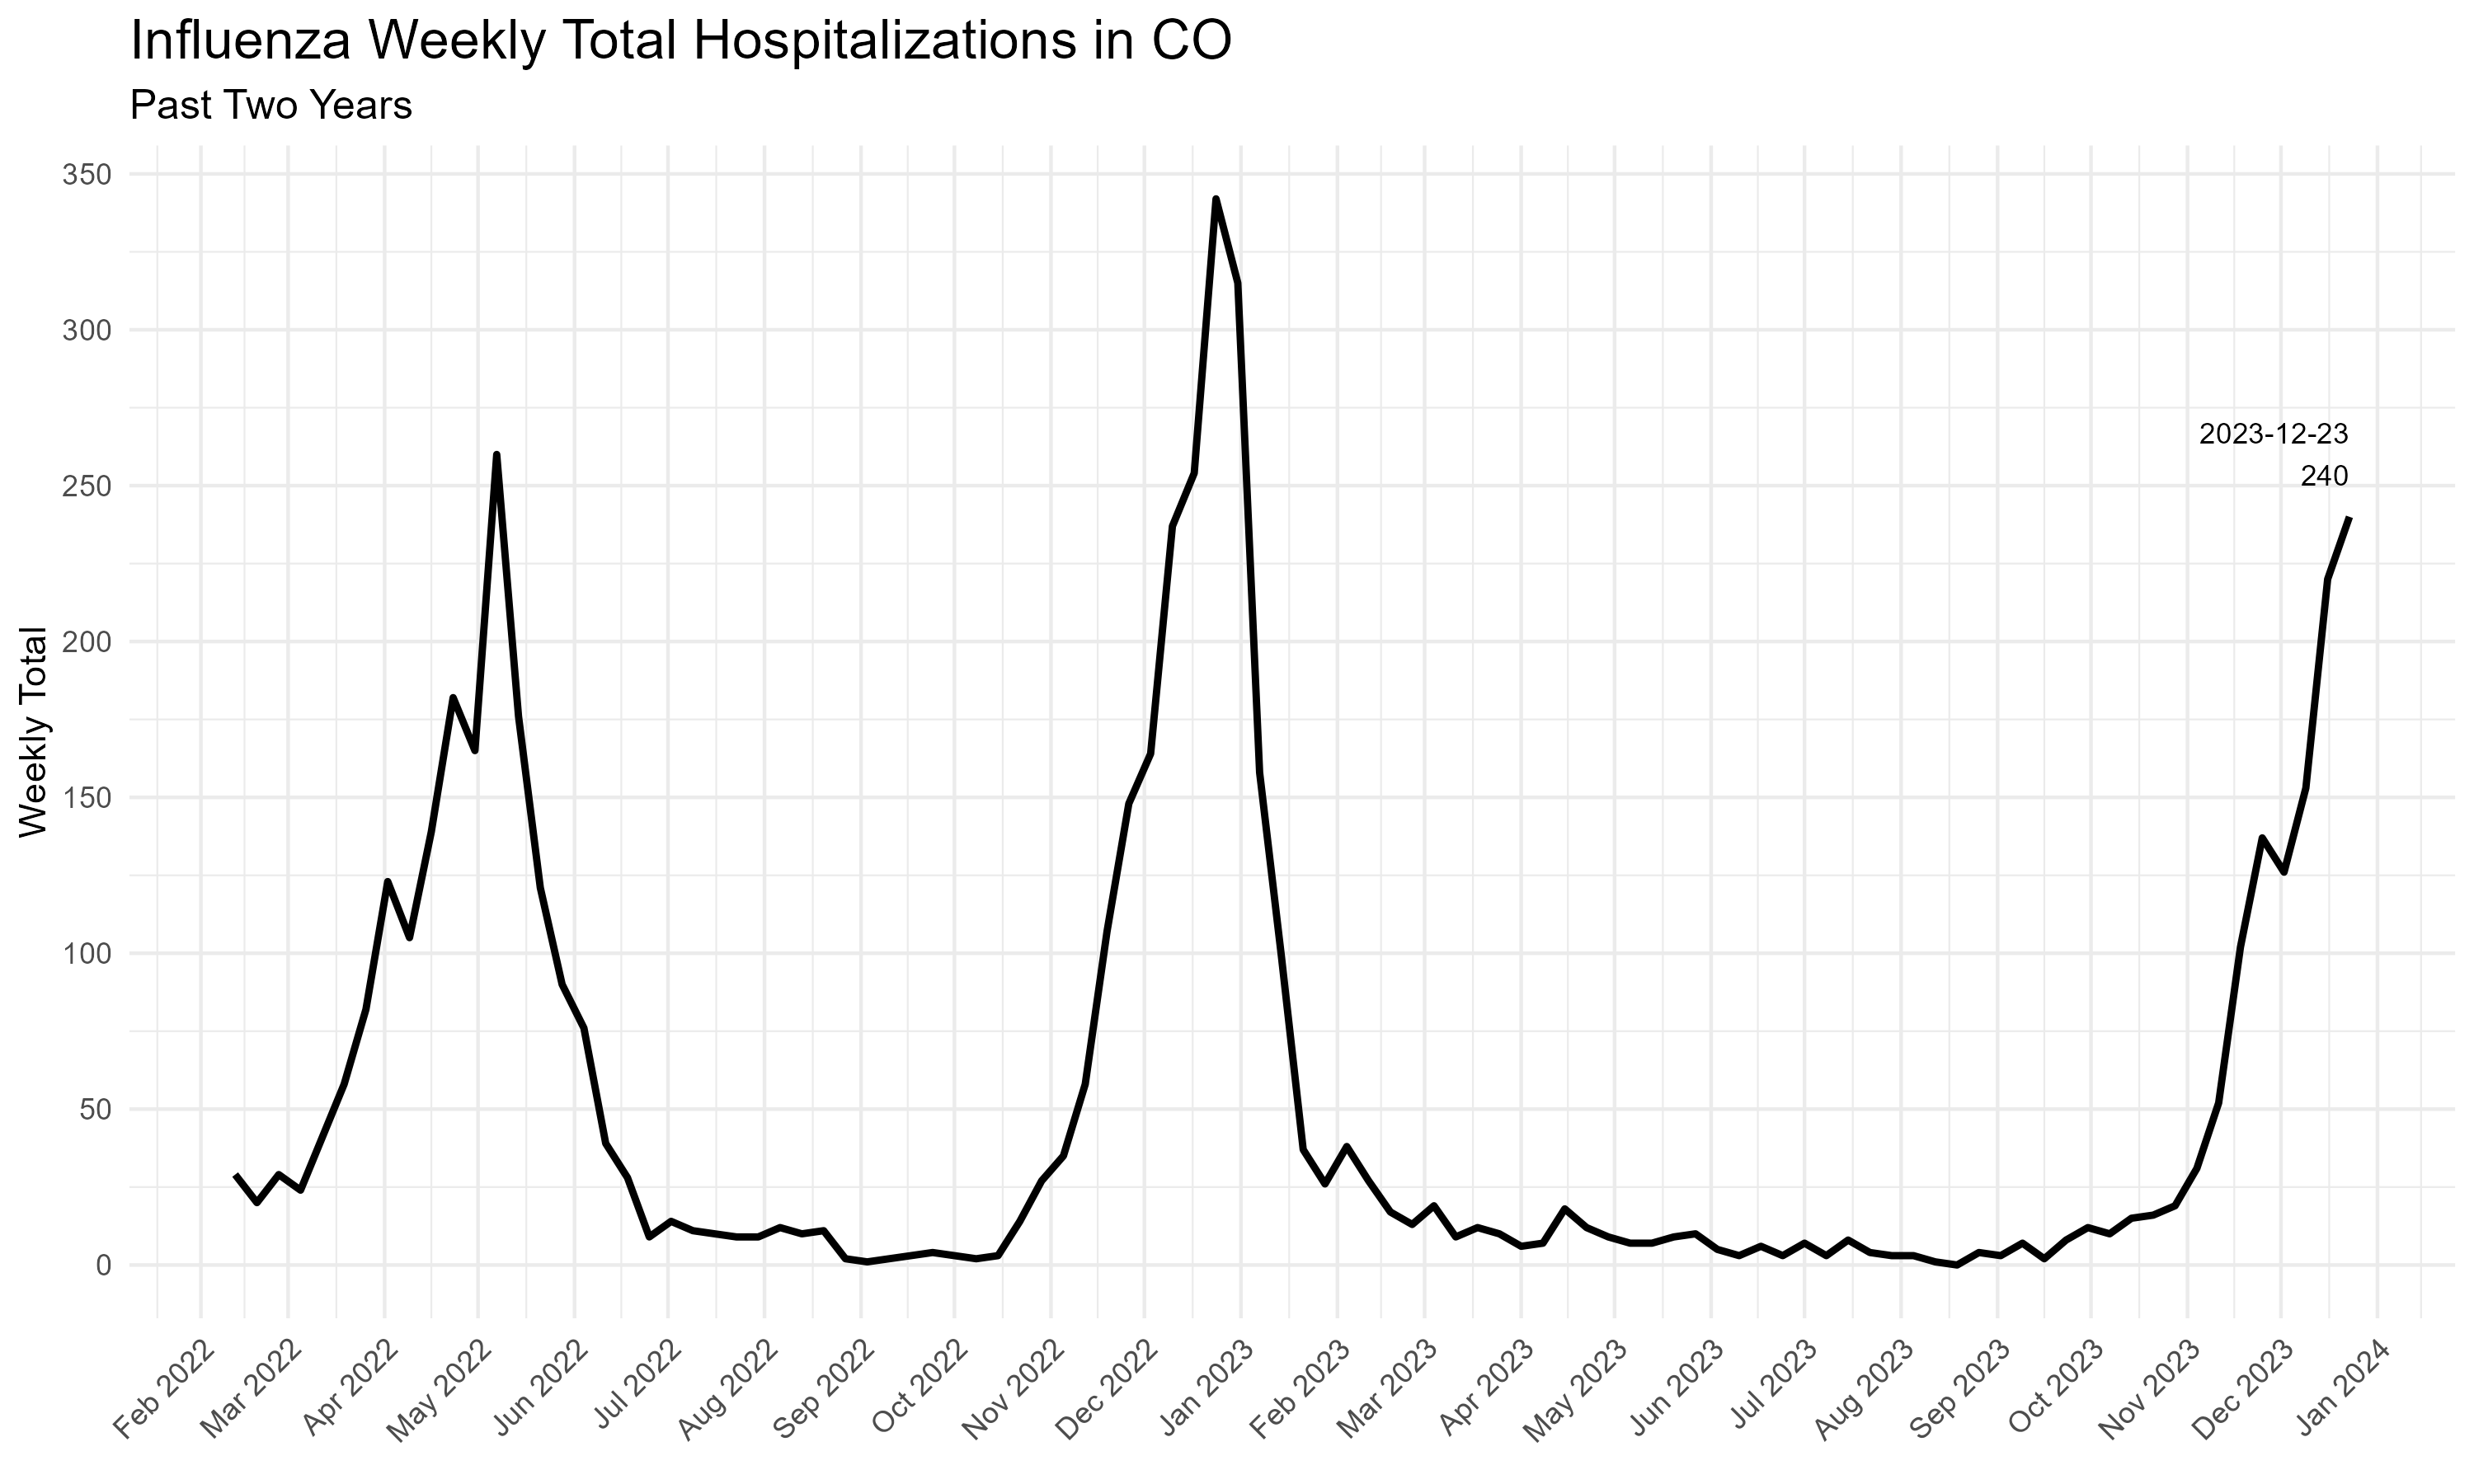 Influenza Weekly Total Hospitalizations in CO
Past Two Years
350
300
250
200
150
100
50
0
Weekly Total
2023-12-23
240
Feb 2022
Mar 2022
Apr 2022
May 2022
Jun 2022
Jul 2022
Aug 2022
Sep 2022
Oct 2022
Nov 2022
Dec 2022
Jan 2023
Feb 2023
Mar 2023
Apr 2023
May 2023
Jun 2023
Jul 2023
Aug 2023
Sep 2023
Oct 2023
Nov 2023
Dec 2023
Jan 2024